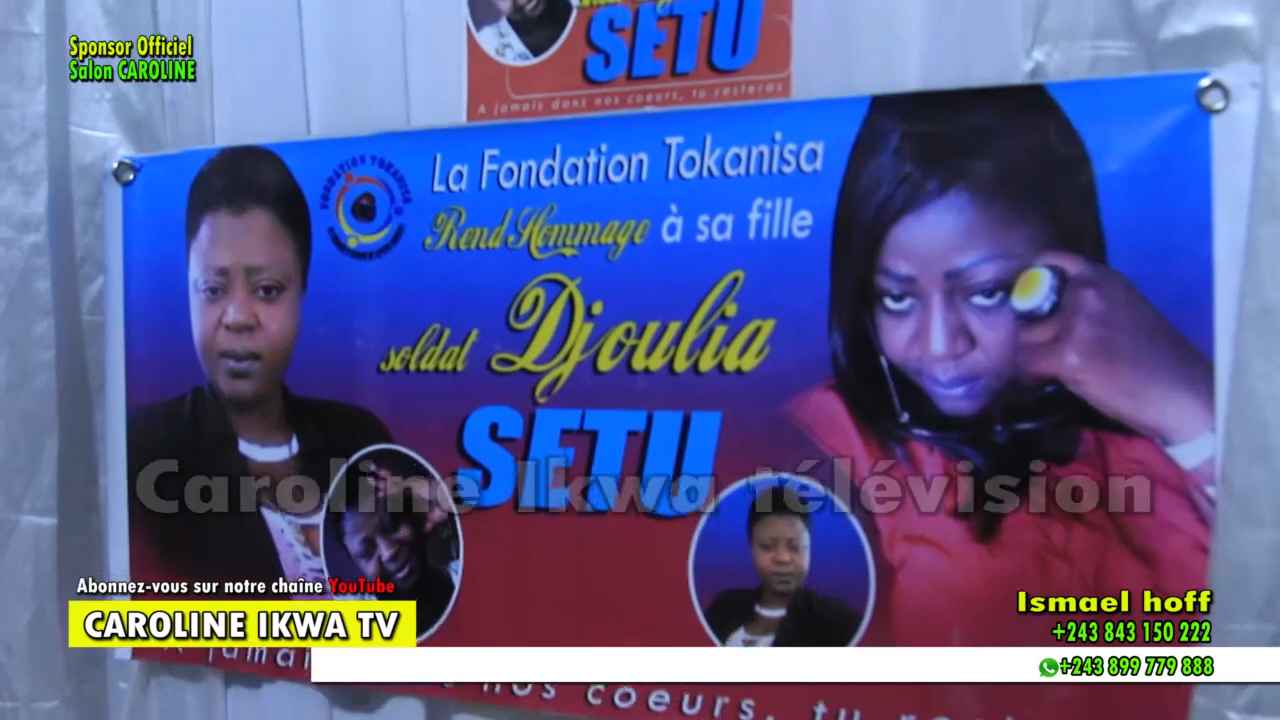 Sponsor Officiel
Salon CAROLINE
SETU
A jamais dans nos coeurs, tu resteras
FONDATION TOKANISA
La Fondation Tokanisa
Rend Hommage à sa fille
soldat Djoulia
SETU
Caroline Ikwa télévision
Abonnez-vous sur notre chaîne YouTube
CAROLINE IKWA TV
Ismael hoff
+243 843 150 222
+243 899 779 888
nos coeurs, tu